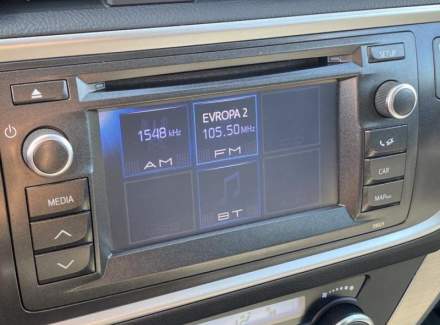 SETUP
EVROPA 2
1548 kHz
105.50 MHz
AM
FM
MEDIA
CAR
MAP
BT